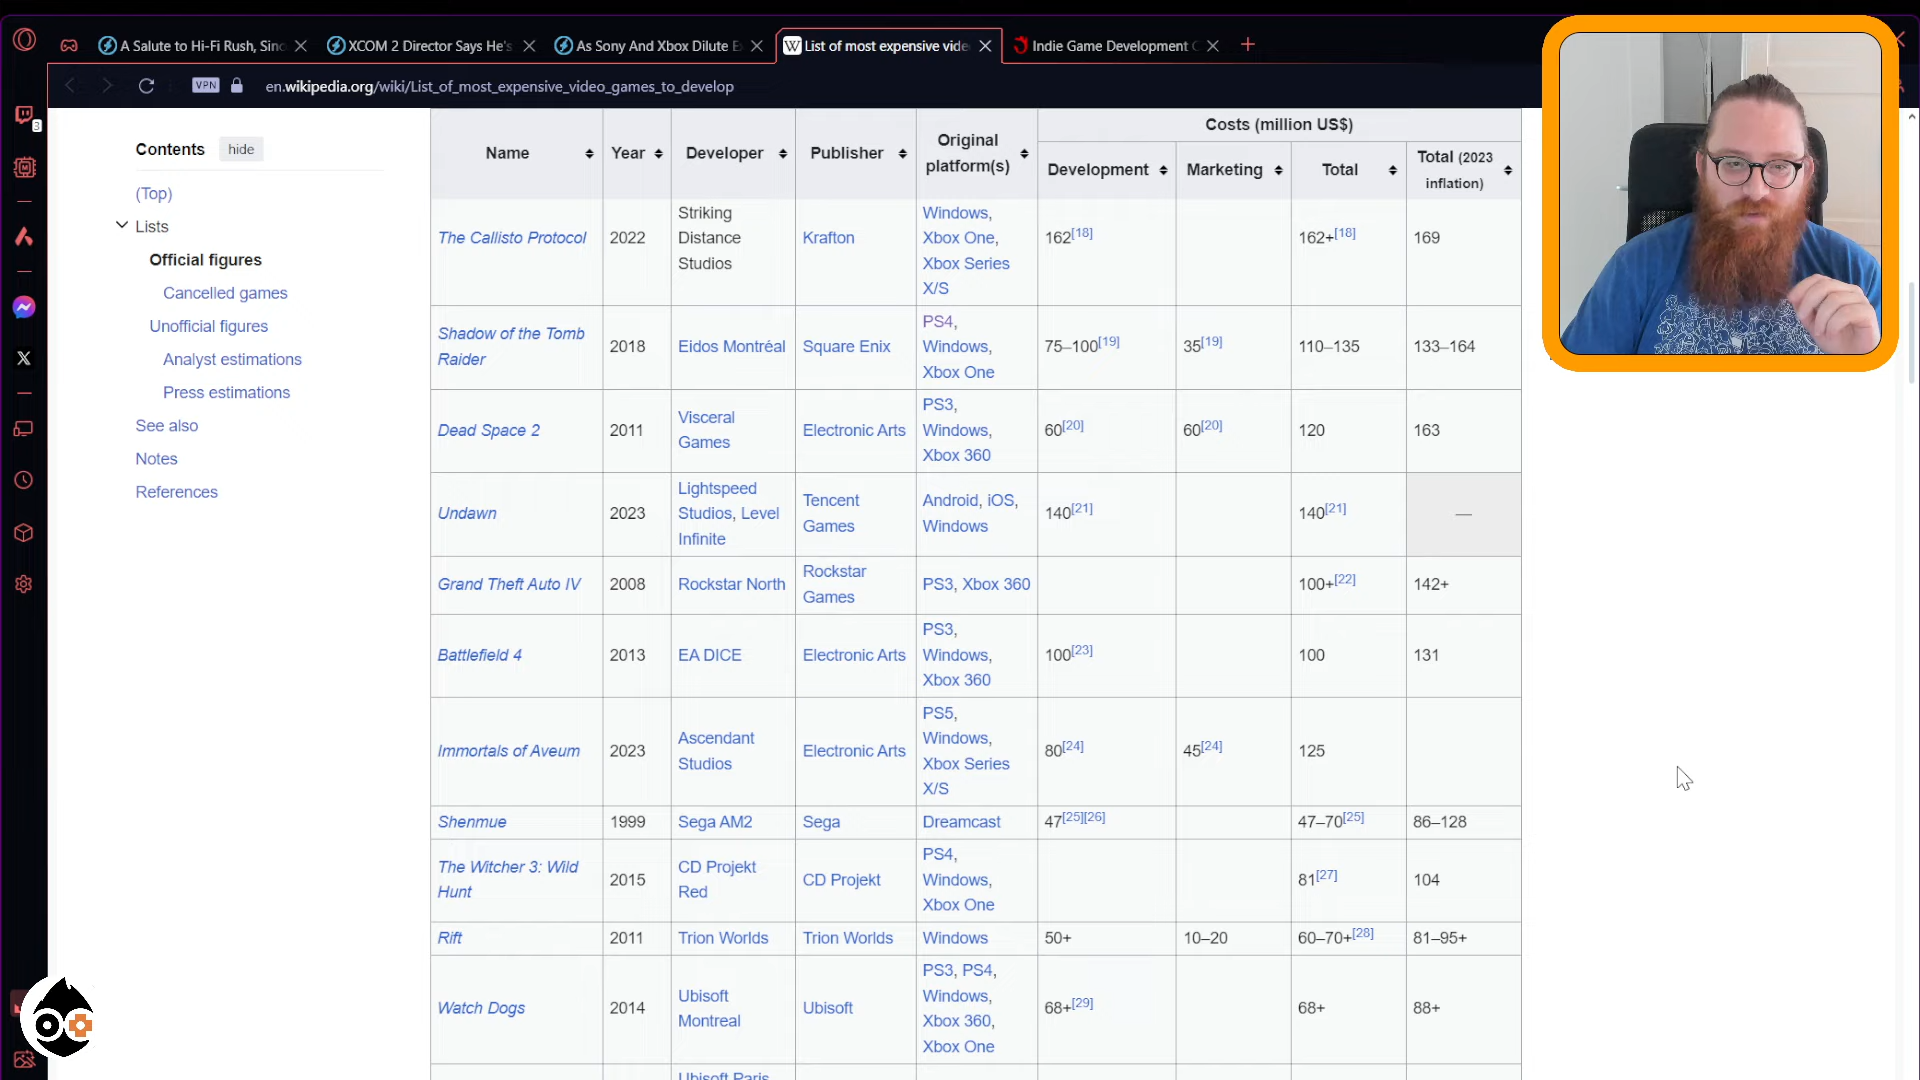 A Salute to Hi-Fi Rush, Sinc
XCOM 2 Director Says He's
As Sony And Xbox Dilute E
List of most expensive vide
Indie Game Development C
VPN
en.wikipedia.org/wiki/List_of_most_expensive_video_games_to_develop
3
X
Contents hide
(Top)
Lists
Official figures
Cancelled games
Unofficial figures
Analyst estimations
Press estimations
See also
Notes
References
Name Year Developer Publisher Original platform(s) Costs (million US$)
Development Marketing Total Total (2023 inflation)
The Callisto Protocol 2022 Striking Distance Studios Krafton Windows, Xbox One, Xbox Series X/S 162[18] 162+[18] 169
Shadow of the Tomb Raider 2018 Eidos Montréal Square Enix PS4, Windows, Xbox One 75–100[19] 35[19] 110–135 133–164
Dead Space 2 2011 Visceral Games Electronic Arts PS3, Windows, Xbox 360 60[20] 60[20] 120 163
Undawn 2023 Lightspeed Studios, Level Infinite Tencent Games Android, iOS, Windows 140[21] 140[21] —
Grand Theft Auto IV 2008 Rockstar North Rockstar Games PS3, Xbox 360 100+[22] 142+
Battlefield 4 2013 EA DICE Electronic Arts PS3, Windows, Xbox 360 100[23] 100 131
Immortals of Aveum 2023 Ascendant Studios Electronic Arts PS5, Windows, Xbox Series X/S 80[24] 45[24] 125
Shenmue 1999 Sega AM2 Sega Dreamcast 47[25][26] 47–70[25] 86–128
The Witcher 3: Wild Hunt 2015 CD Projekt Red CD Projekt PS4, Windows, Xbox One 81[27] 104
Rift 2011 Trion Worlds Trion Worlds Windows 50+ 10–20 60–70+[28] 81–95+
Watch Dogs 2014 Ubisoft Montreal Ubisoft PS3, PS4, Windows, Xbox 360, Xbox One 68+[29] 68+ 88+
Ubisoft Paris